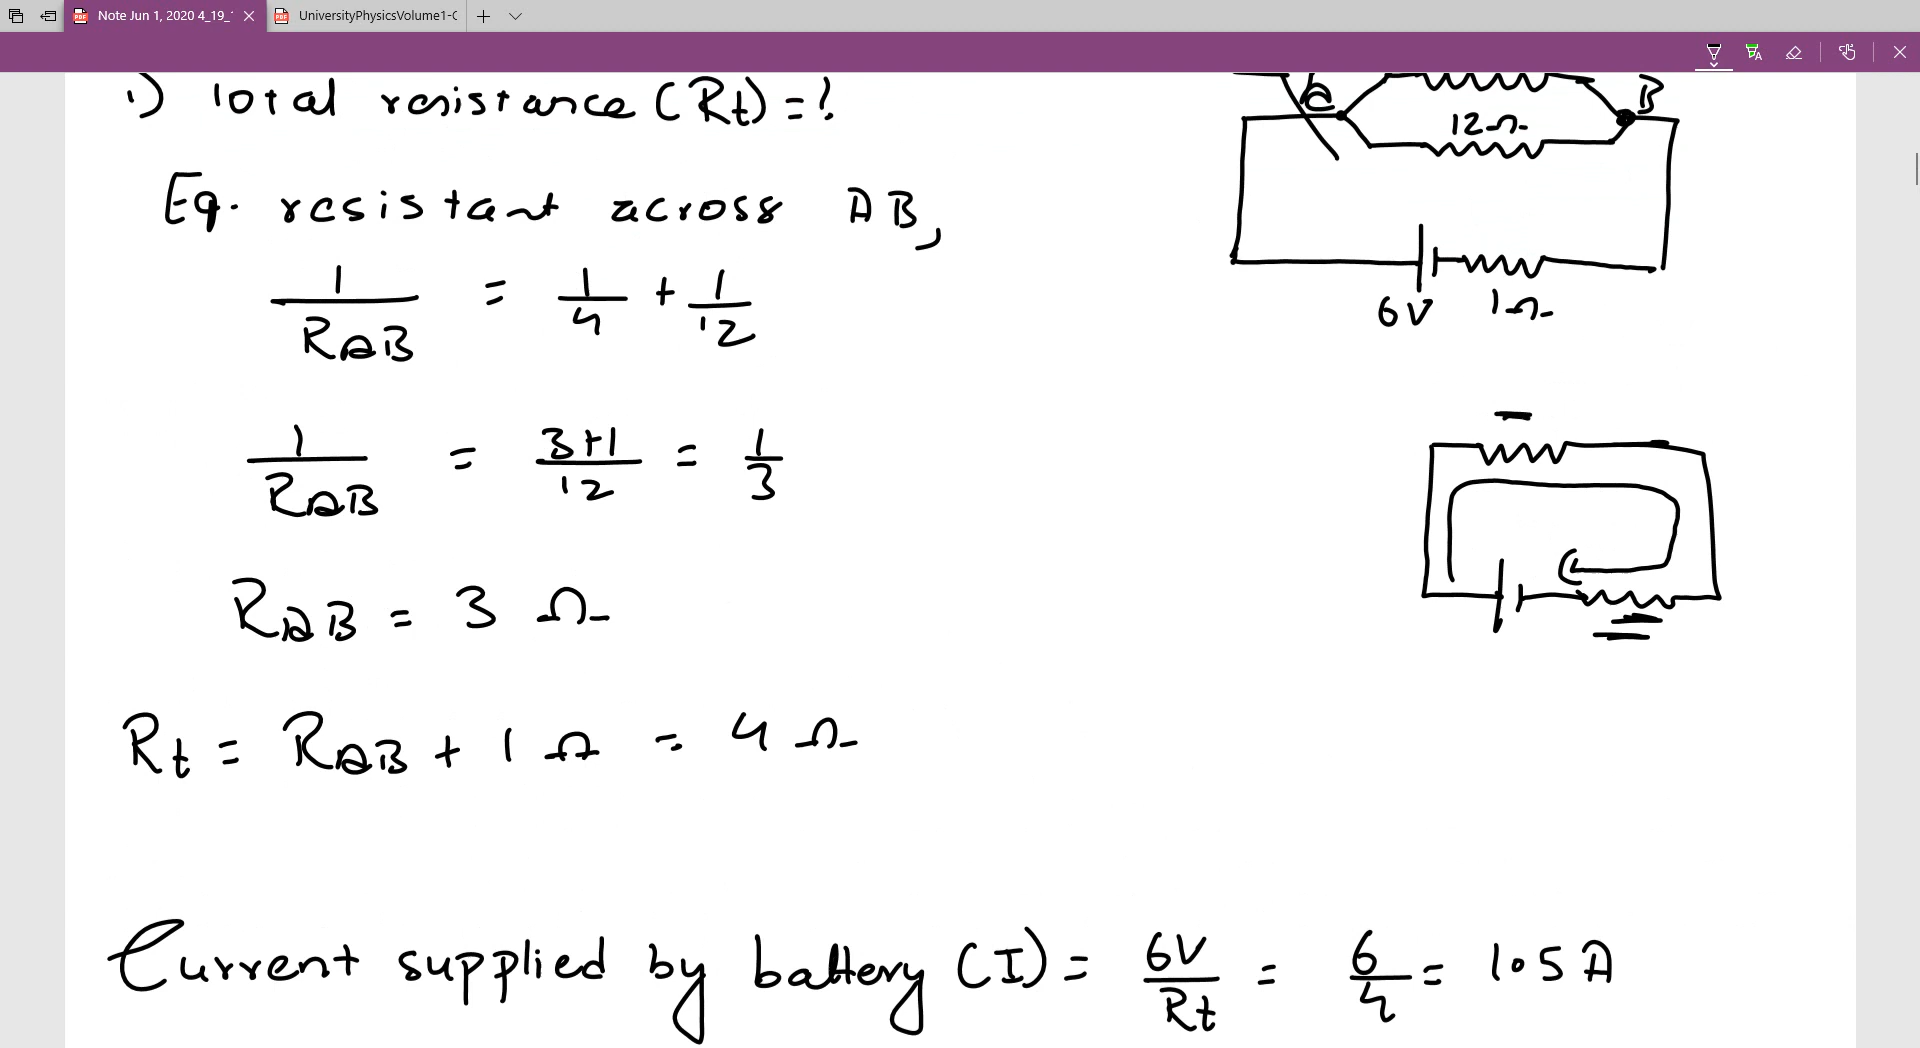 Note Jun 1, 2020 4_19_
UniversityPhysicsVolume1-C
i) Total resistance (Rt) = ?
A
B
12Ω
Eq. resistant across AB,
1/RAB = 1/4 + 1/12
6V 1Ω
1/RAB = 3+1/12 = 1/3
RAB = 3 Ω
Rt = RAB + 1 Ω = 4 Ω
Current supplied by battery (I) = 6V/Rt = 6/4 = 1.5 A